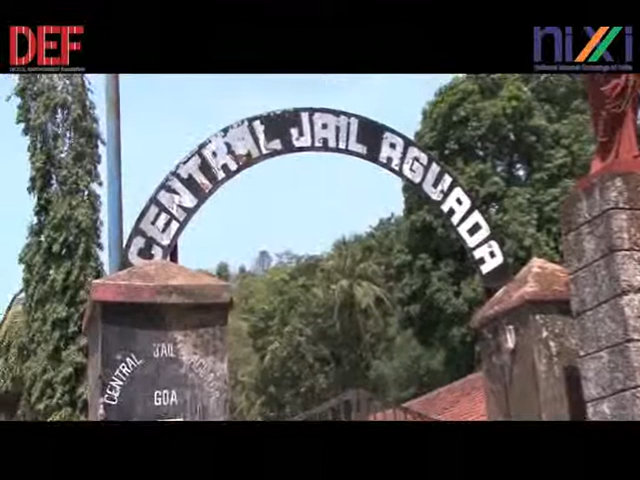 DEF
nixi
CENTRAL JAIL AGUADA
CENTRAL JAIL AGUADA
GOA